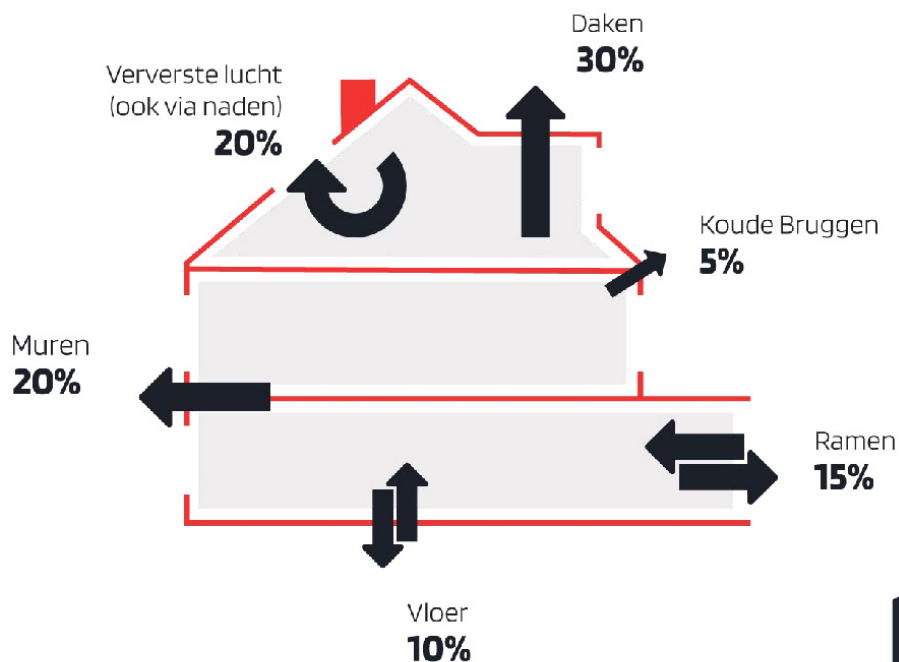 Daken
30%
Ververste lucht
(ook via naden)
20%
Koude Bruggen
5%
Muren
20%
Ramen
15%
Vloer
10%